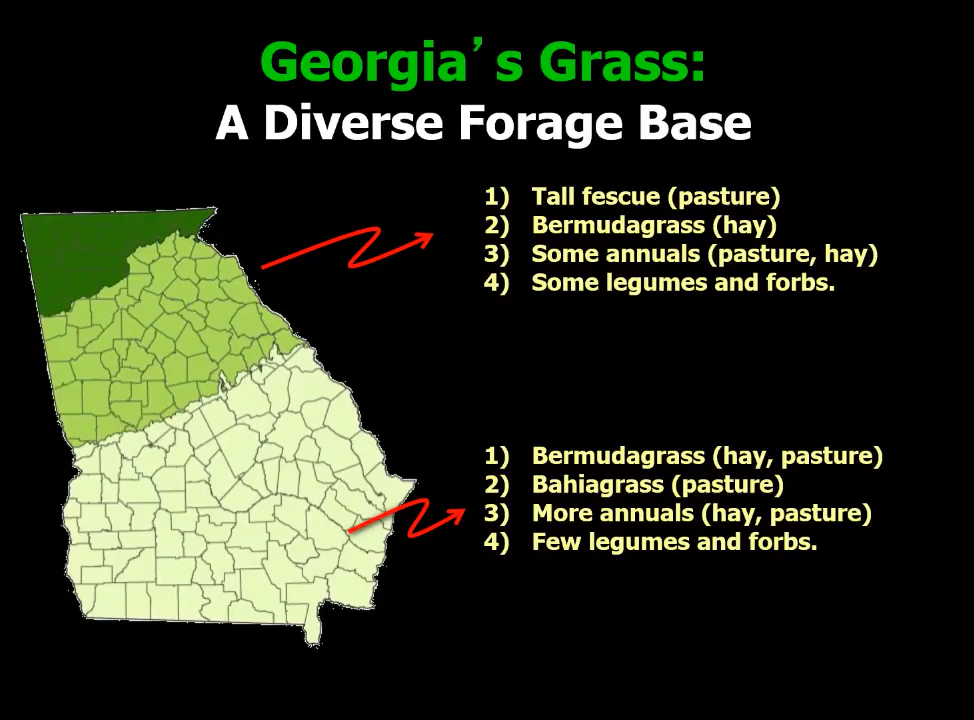 Georgia’s Grass:
A Diverse Forage Base
1) Tall fescue (pasture)
2) Bermudagrass (hay)
3) Some annuals (pasture, hay)
4) Some legumes and forbs.
1) Bermudagrass (hay, pasture)
2) Bahiagrass (pasture)
3) More annuals (hay, pasture)
4) Few legumes and forbs.